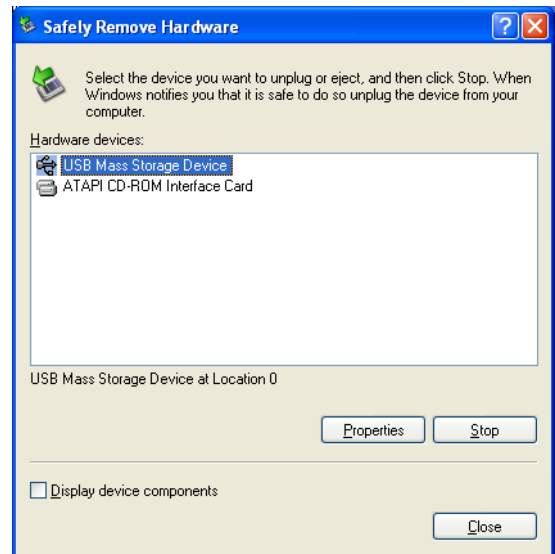 Safely Remove Hardware
Select the device you want to unplug or eject, and then click Stop. When
Windows notifies you that it is safe to do so unplug the device from your
computer.
Hardware devices:
USB Mass Storage Device
ATAPI CD-ROM Interface Card
USB Mass Storage Device at Location 0
Properties Stop
Display device components
Close